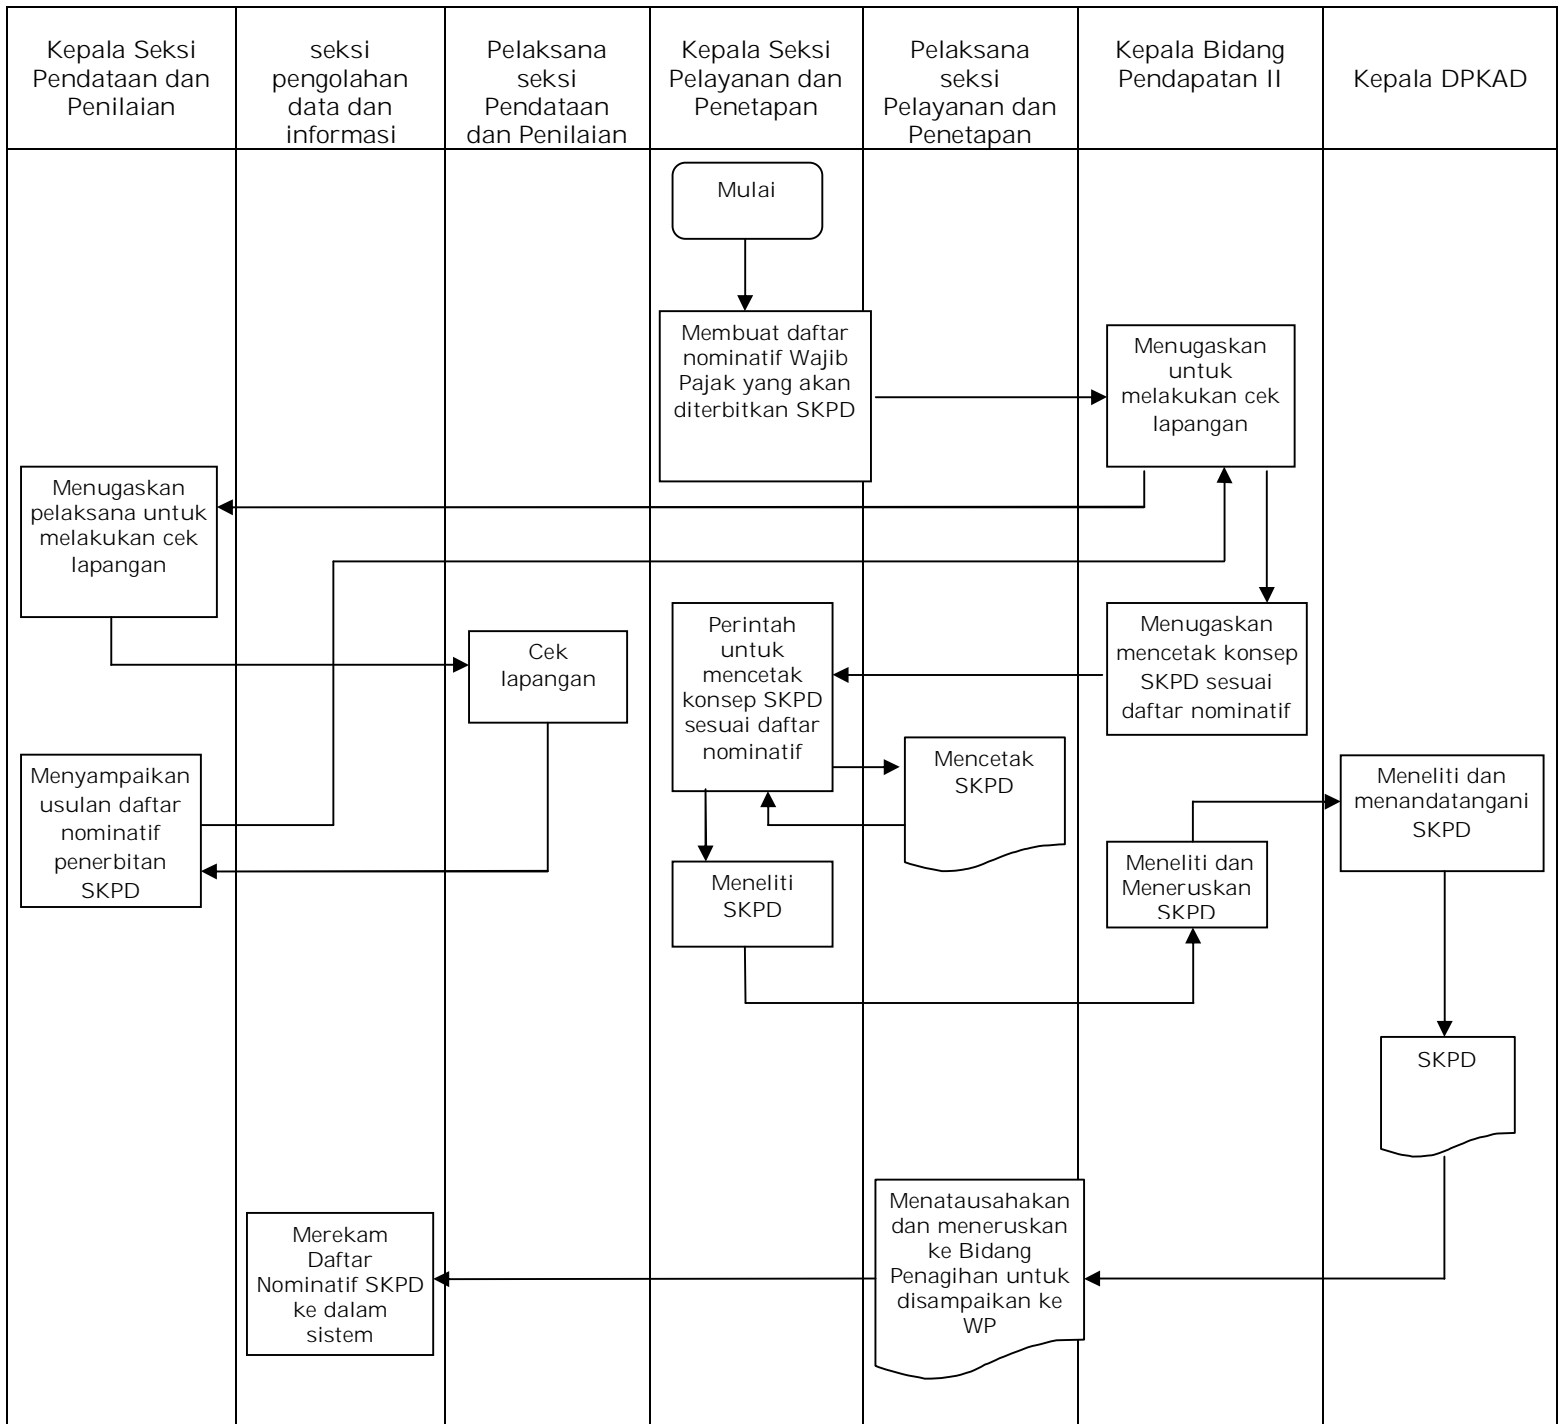 Kepala Seksi
Pendataan dan
Penilaian
seksi
pengolahan
data dan
informasi
Pelaksana
seksi
Pendataan
dan Penilaian
Kepala Seksi
Pelayanan dan
Penetapan
Pelaksana
seksi
Pelayanan dan
Penetapan
Kepala Bidang
Pendapatan II
Kepala DPKAD
Mulai
Membuat daftar
nominatif Wajib
Pajak yang akan
diterbitkan SKPD
Menugaskan
untuk
melakukan cek
lapangan
Menugaskan
pelaksana untuk
melakukan cek
lapangan
Cek
lapangan
Perintah
untuk
mencetak
konsep SKPD
sesuai daftar
nominatif
Menugaskan
mencetak konsep
SKPD sesuai
daftar nominatif
Menyampaikan
usulan daftar
nominatif
penerbitan
SKPD
Mencetak
SKPD
Meneliti dan
menandatangani
SKPD
Meneliti
SKPD
Meneliti dan
Meneruskan
SKPD
SKPD
Menatausahakan
dan meneruskan
ke Bidang
Penagihan untuk
disampaikan ke
WP
Merekam
Daftar
Nominatif SKPD
ke dalam
sistem